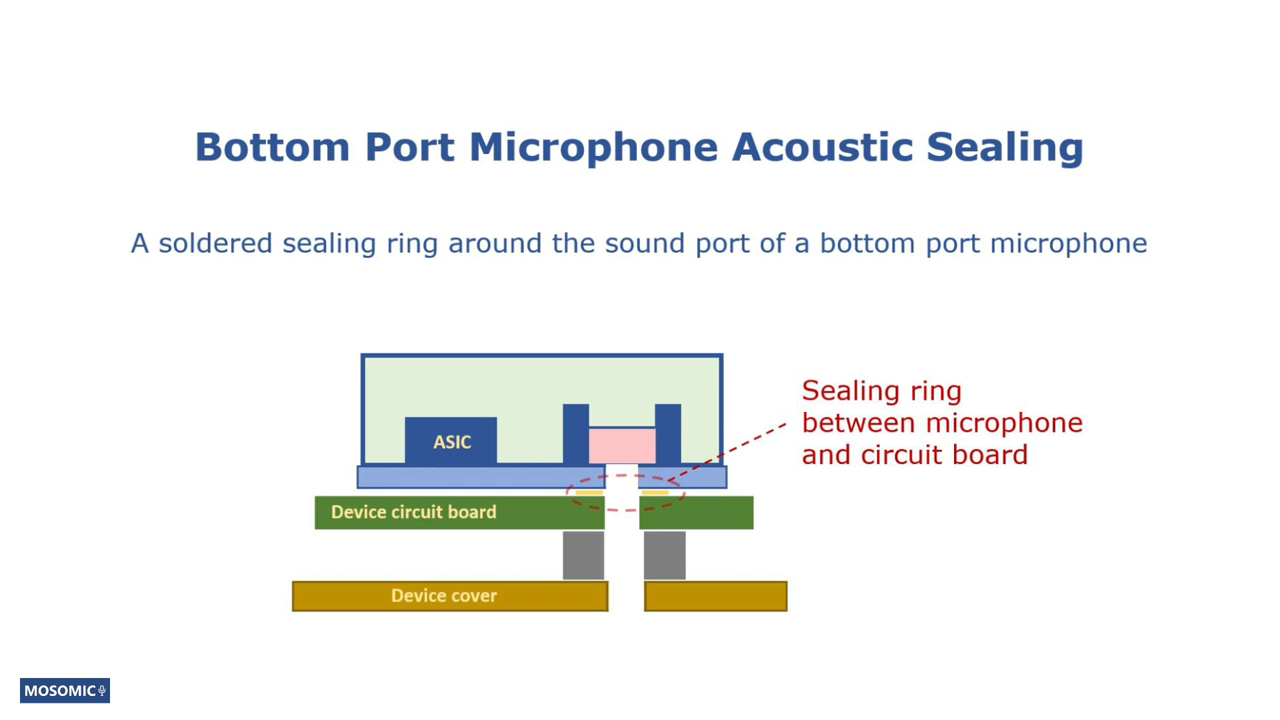 Bottom Port Microphone Acoustic Sealing
A soldered sealing ring around the sound port of a bottom port microphone
Sealing ring
between microphone
and circuit board
ASIC
Device circuit board
Device cover
MOSOMIC